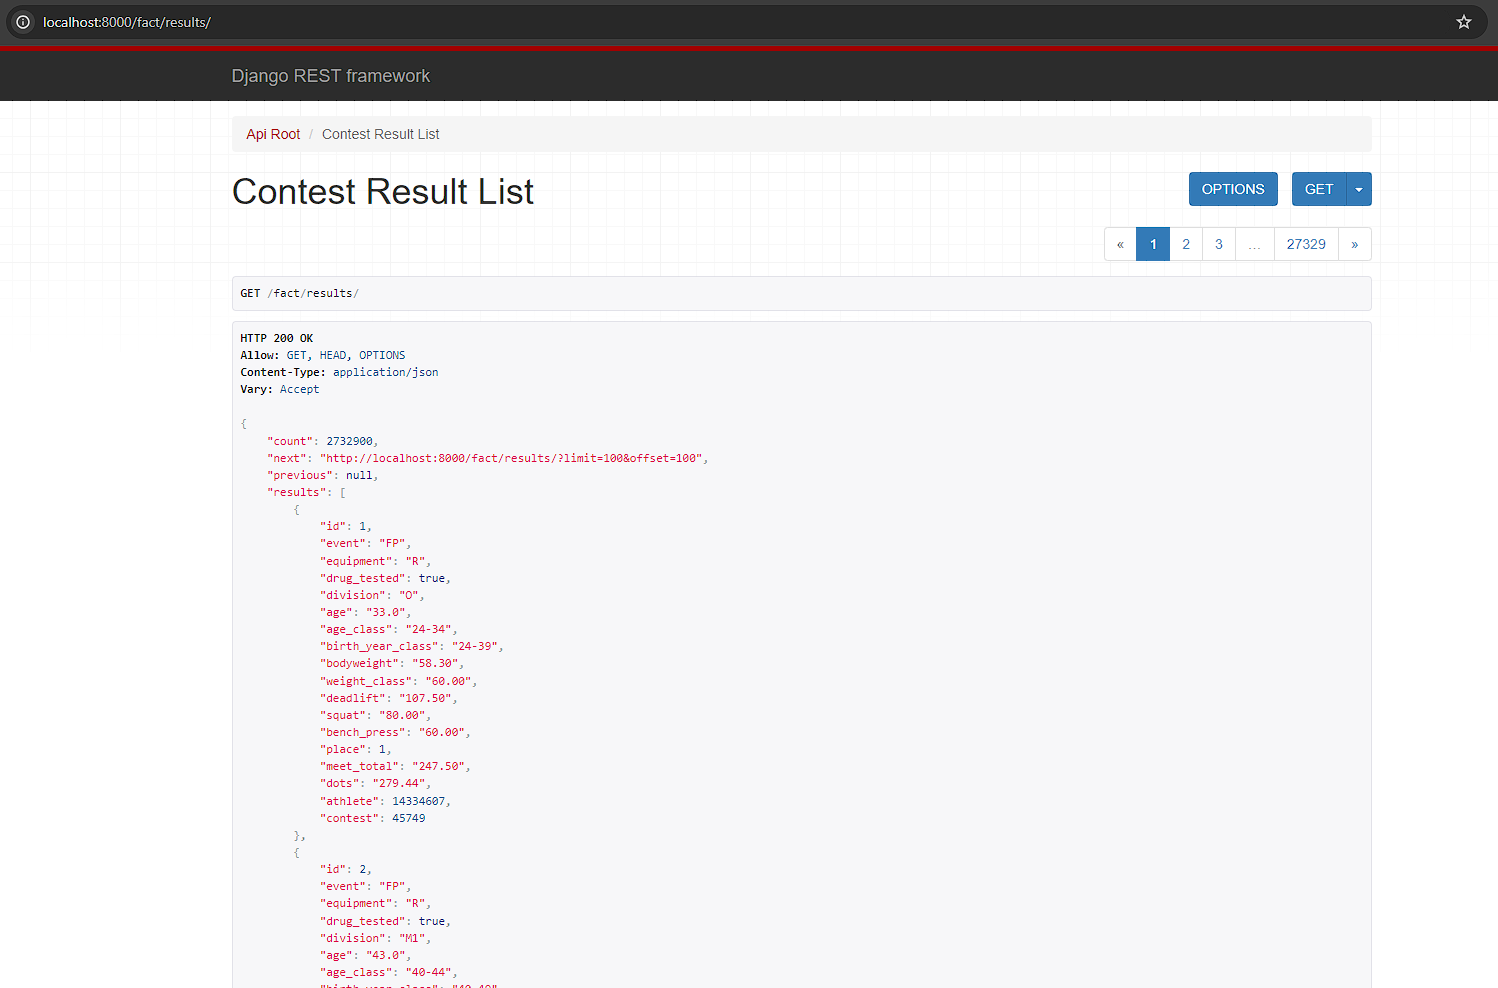 localhost:8000/fact/results/
Django REST framework
Api Root / Contest Result List
Contest Result List
OPTIONS GET
« 1 2 3 … 27329 »
GET /fact/results/
HTTP 200 OK
Allow: GET, HEAD, OPTIONS
Content-Type: application/json
Vary: Accept
{
"count": 2732900,
"next": "http://localhost:8000/fact/results/?limit=100&offset=100",
"previous": null,
"results": [
{
"id": 1,
"event": "FP",
"equipment": "R",
"drug_tested": true,
"division": "O",
"age": "33.0",
"age_class": "24-34",
"birth_year_class": "24-39",
"bodyweight": "58.30",
"weight_class": "60.00",
"deadlift": "107.50",
"squat": "80.00",
"bench_press": "60.00",
"place": 1,
"meet_total": "247.50",
"dots": "279.44",
"athlete": 14334607,
"contest": 45749
},
{
"id": 2,
"event": "FP",
"equipment": "R",
"drug_tested": true,
"division": "M1",
"age": "43.0",
"age_class": "40-44",
"birth_year_class": "40-49"